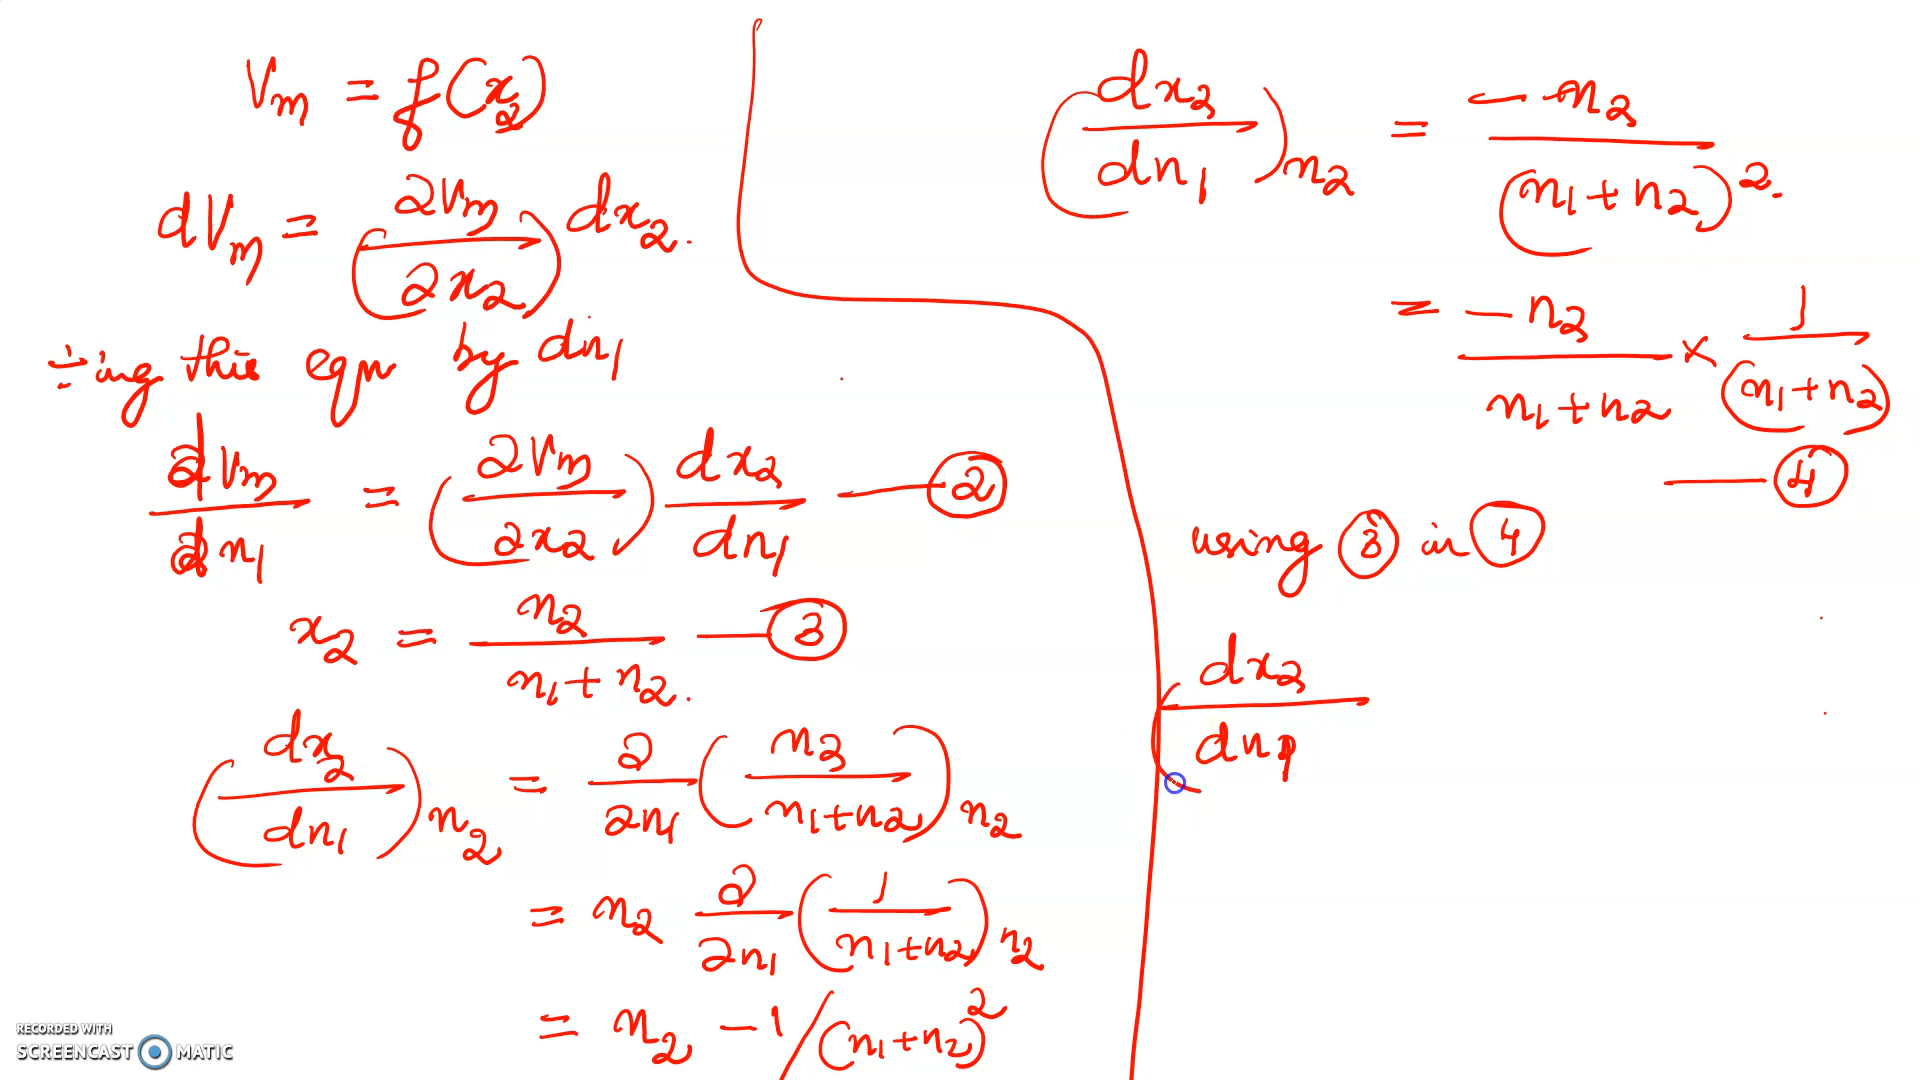 Vm = f(x2)
dVm = (∂Vm/∂x2) dx2.
÷ing this eqn by dn1
dVm/dn1 = (∂Vm/∂x2) dx2/dn1 —— ②
x2 = n2/(n1+n2). —— ③
(dx2/dn1)n2 = ∂/∂n1 (n2/(n1+n2))n2
= n2 ∂/∂n1 (1/(n1+n2))n2
= n2 -1/(n1+n2)²
(dx2/dn1)n2 = -n2/(n1+n2)².
= -n2/(n1+n2) × 1/(n1+n2)
—— ④
using ③ in ④
(dx2/dn1
RECORDED WITH
SCREENCAST MATIC